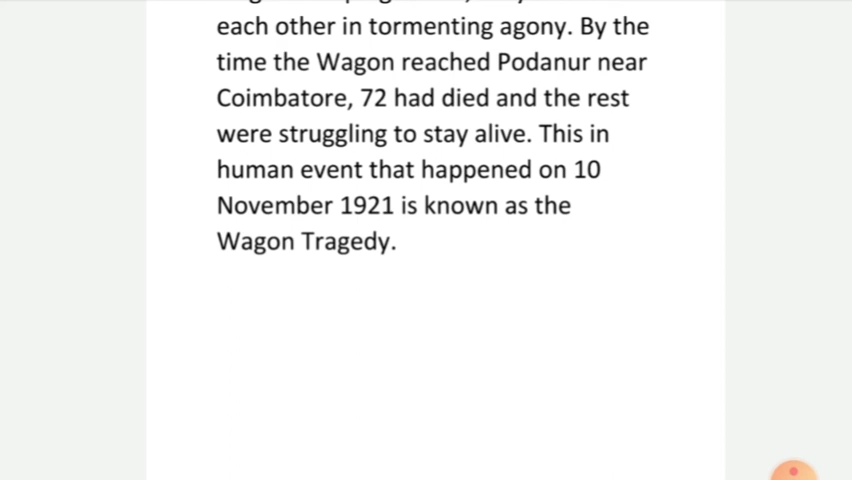 each other in tormenting agony. By the
time the Wagon reached Podanur near
Coimbatore, 72 had died and the rest
were struggling to stay alive. This in
human event that happened on 10
November 1921 is known as the
Wagon Tragedy.